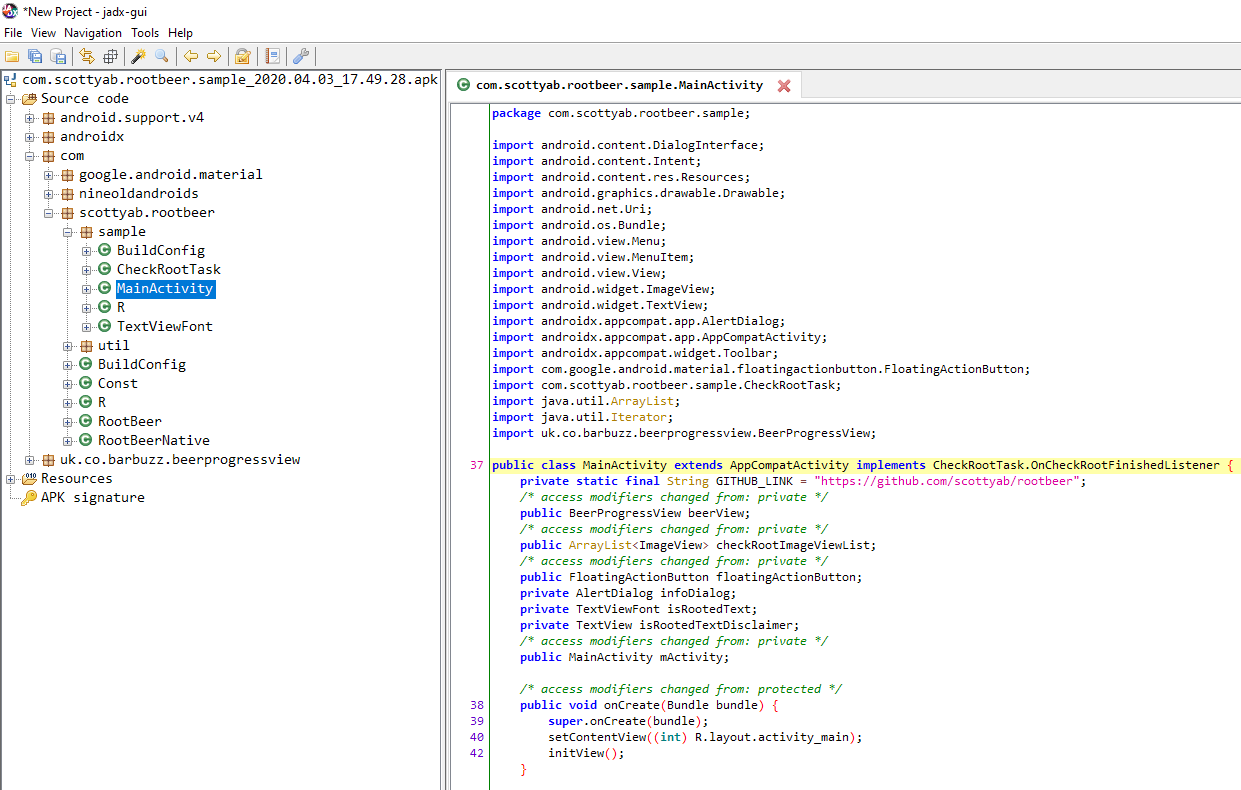 *New Project - jadx-gui
File View Navigation Tools Help
com.scottyab.rootbeer.sample_2020.04.03_17.49.28.apk
Source code
android.support.v4
androidx
com
google.android.material
nineoldandroids
scottyab.rootbeer
sample
BuildConfig
CheckRootTask
MainActivity
R
TextViewFont
util
BuildConfig
Const
R
RootBeer
RootBeerNative
uk.co.barbuzz.beerprogressview
Resources
APK signature
com.scottyab.rootbeer.sample.MainActivity
package com.scottyab.rootbeer.sample;
import android.content.DialogInterface;
import android.content.Intent;
import android.content.res.Resources;
import android.graphics.drawable.Drawable;
import android.net.Uri;
import android.os.Bundle;
import android.view.Menu;
import android.view.MenuItem;
import android.view.View;
import android.widget.ImageView;
import android.widget.TextView;
import androidx.appcompat.app.AlertDialog;
import androidx.appcompat.app.AppCompatActivity;
import androidx.appcompat.widget.Toolbar;
import com.google.android.material.floatingactionbutton.FloatingActionButton;
import com.scottyab.rootbeer.sample.CheckRootTask;
import java.util.ArrayList;
import java.util.Iterator;
import uk.co.barbuzz.beerprogressview.BeerProgressView;
37 public class MainActivity extends AppCompatActivity implements CheckRootTask.OnCheckRootFinishedListener {
private static final String GITHUB_LINK = "https://github.com/scottyab/rootbeer";
/* access modifiers changed from: private */
public BeerProgressView beerView;
/* access modifiers changed from: private */
public ArrayList<ImageView> checkRootImageViewList;
/* access modifiers changed from: private */
public FloatingActionButton floatingActionButton;
private AlertDialog infoDialog;
private TextViewFont isRootedText;
private TextView isRootedTextDisclaimer;
/* access modifiers changed from: private */
public MainActivity mActivity;
/* access modifiers changed from: protected */
38 public void onCreate(Bundle bundle) {
39 super.onCreate(bundle);
40 setContentView((int) R.layout.activity_main);
42 initView();
}